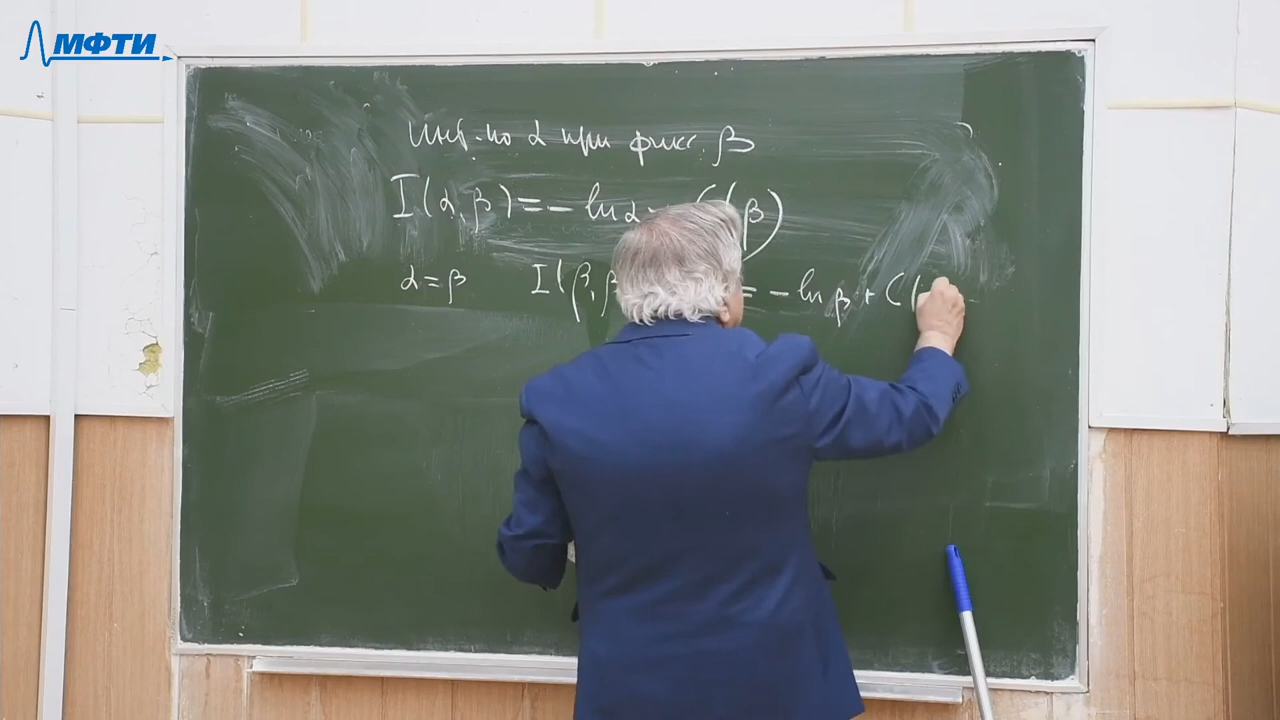 МФТИ
Инт. по α при фикс. β
I(α,β) = - ln α C(β)
α = β I(β,β = - ln β + C(